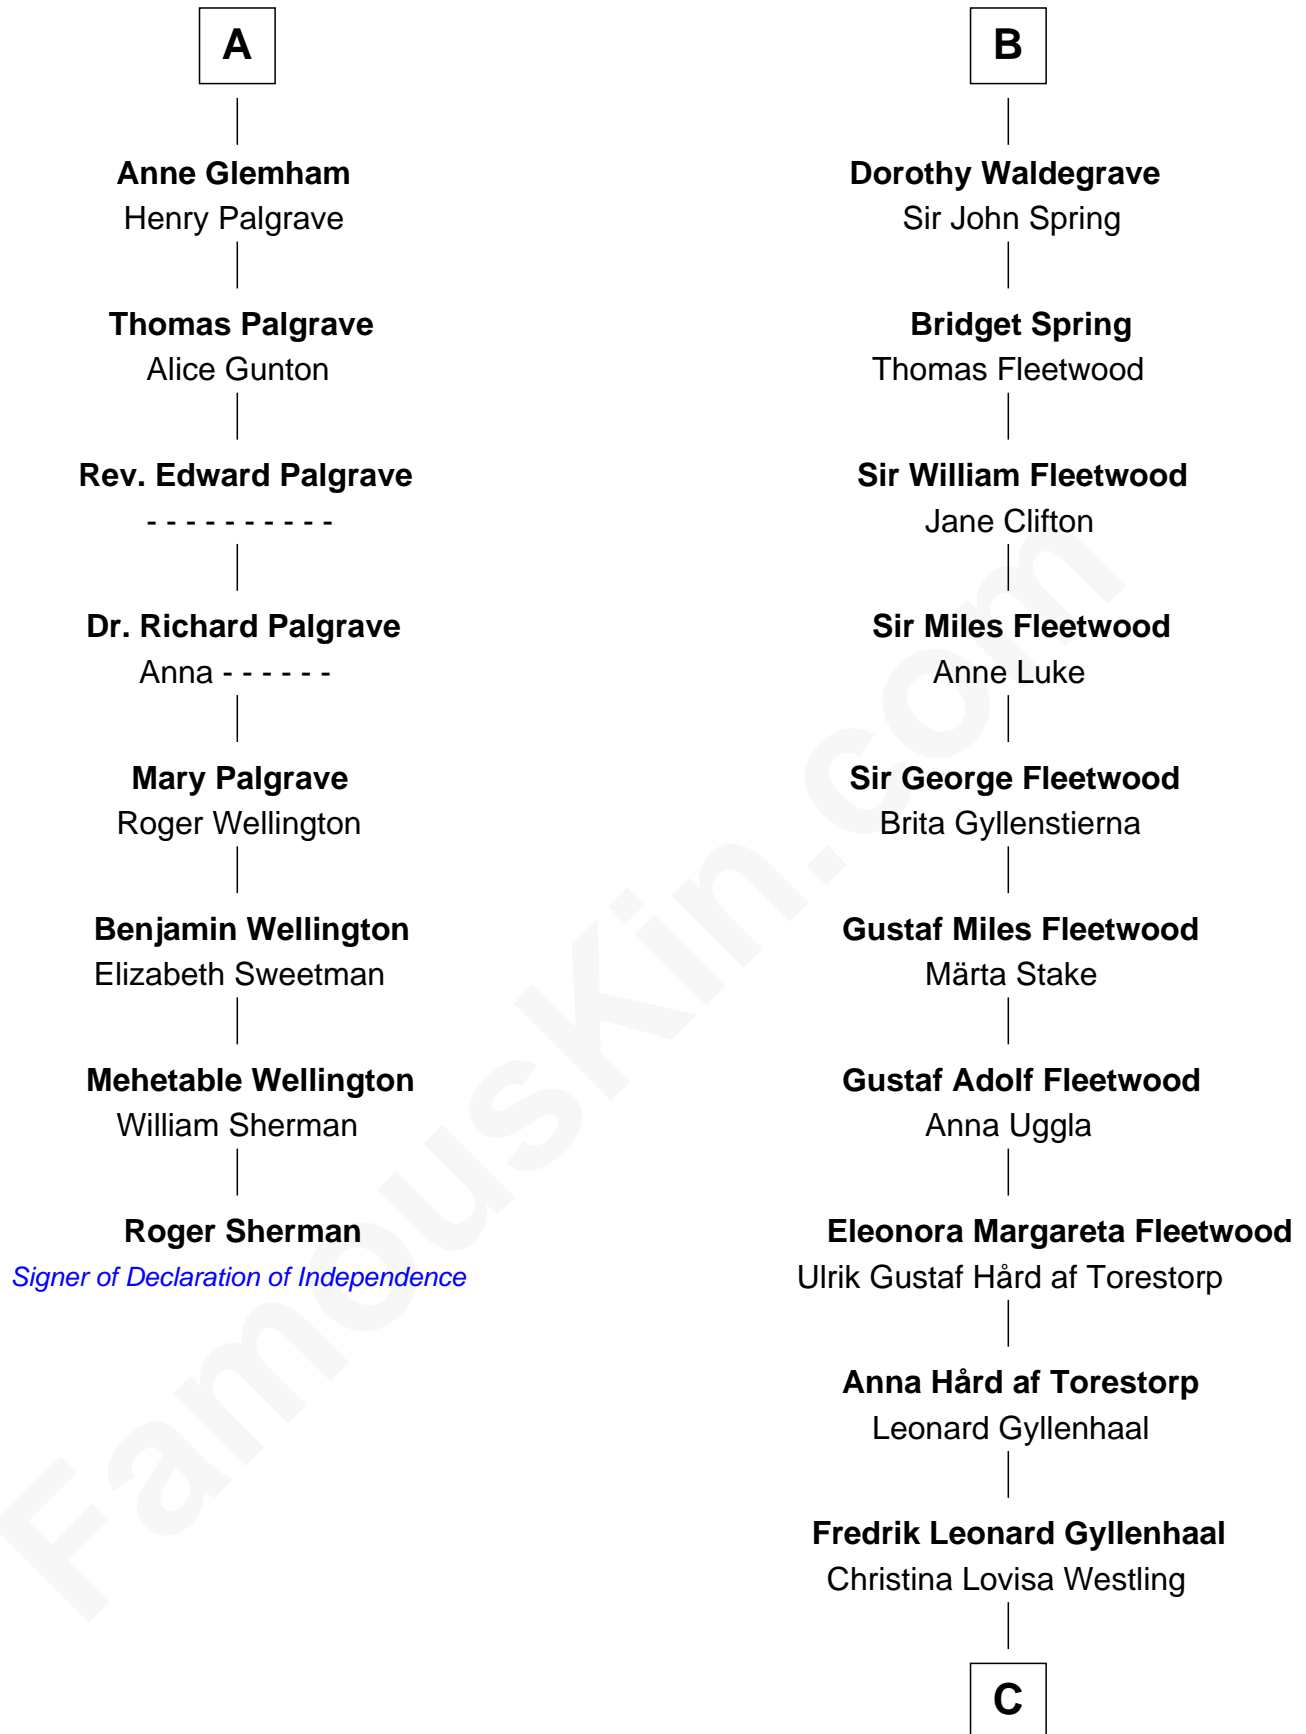 A
Anne Glemham
Henry Palgrave
Thomas Palgrave
Alice Gunton
Rev. Edward Palgrave
- - - - - - - - - -
Dr. Richard Palgrave
Anna - - - - - -
Mary Palgrave
Roger Wellington
Benjamin Wellington
Elizabeth Sweetman
Mehetable Wellington
William Sherman
Roger Sherman
Signer of Declaration of Independence
B
Dorothy Waldegrave
Sir John Spring
Bridget Spring
Thomas Fleetwood
Sir William Fleetwood
Jane Clifton
Sir Miles Fleetwood
Anne Luke
Sir George Fleetwood
Brita Gyllenstierna
Gustaf Miles Fleetwood
Märta Stake
Gustaf Adolf Fleetwood
Anna Uggla
Eleonora Margareta Fleetwood
Ulrik Gustaf Hård af Torestorp
Anna Hård af Torestorp
Leonard Gyllenhaal
Fredrik Leonard Gyllenhaal
Christina Lovisa Westling
C
FamousKin.com